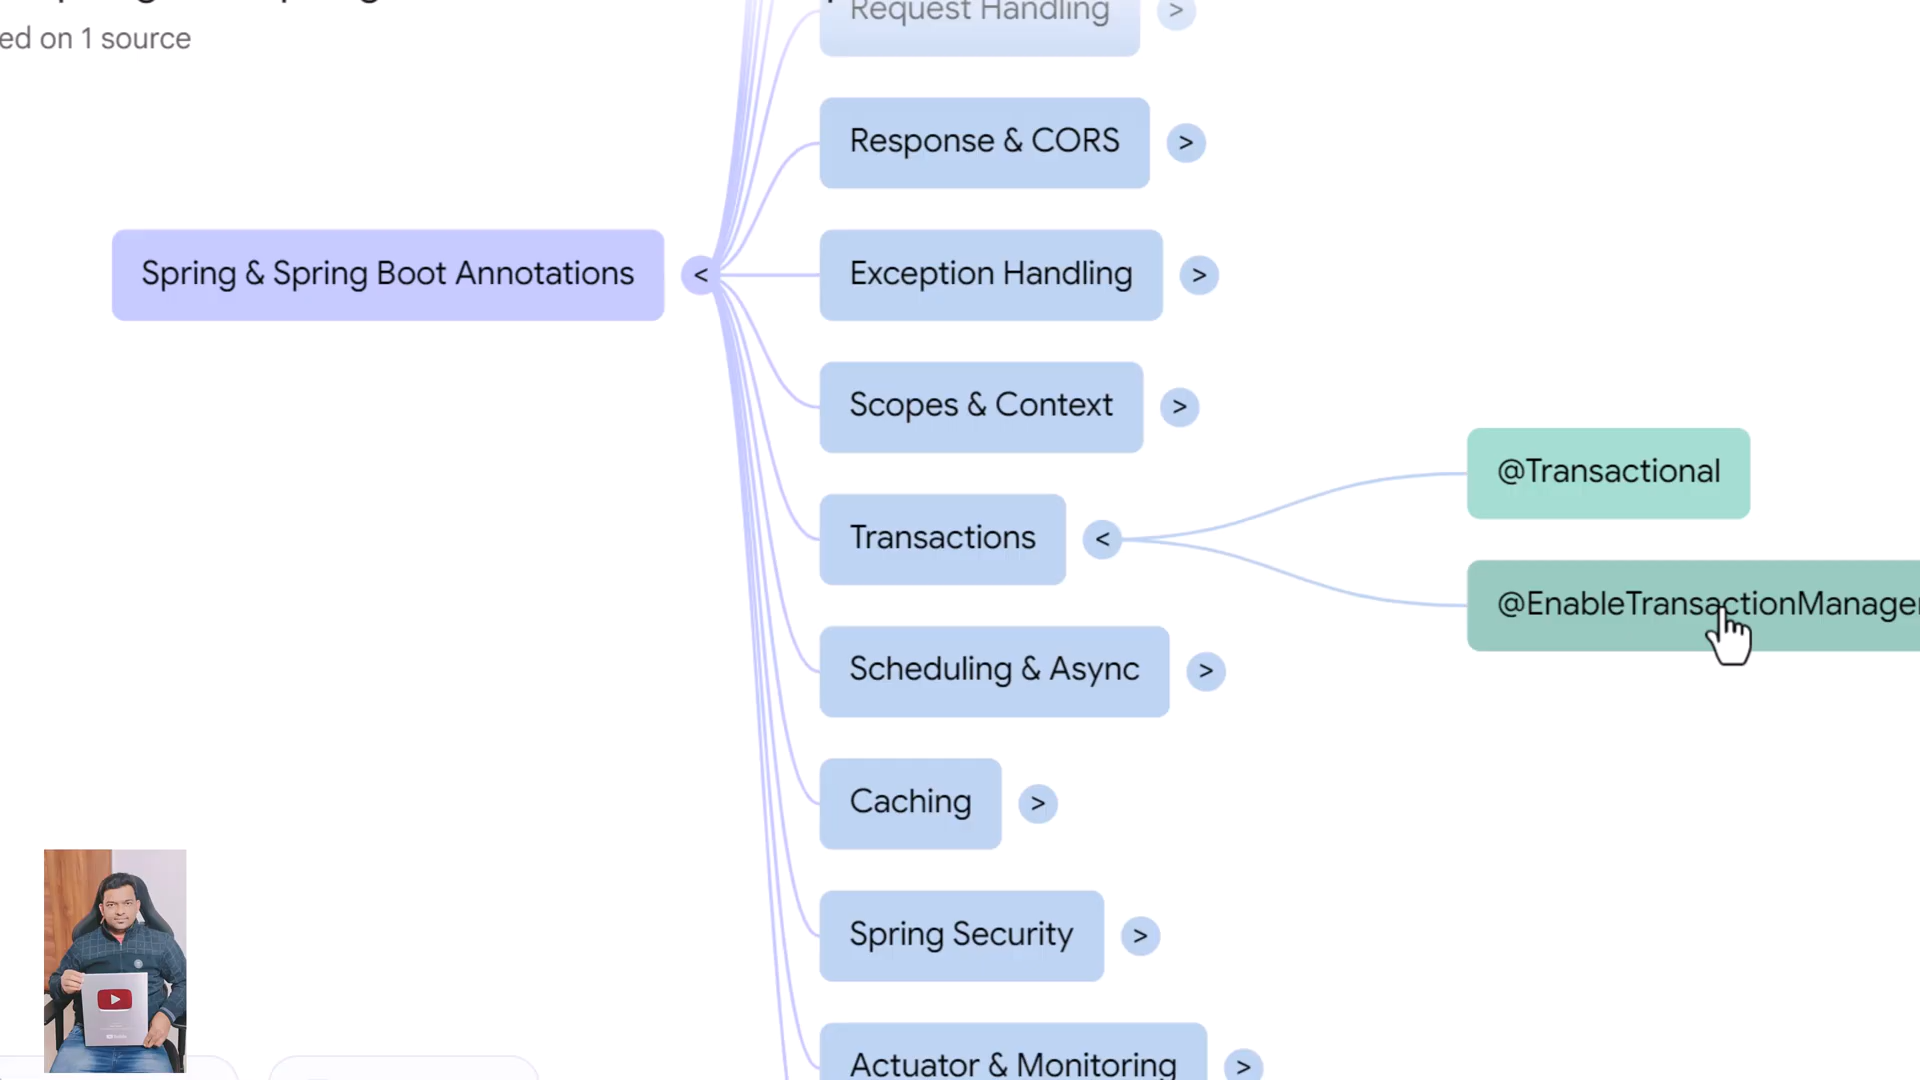 ed on 1 source
Request Handling >
Response & CORS >
Spring & Spring Boot Annotations <
Exception Handling >
Scopes & Context >
Transactions <
@Transactional
@EnableTransactionManage
Scheduling & Async >
Caching >
Spring Security >
Actuator & Monitoring >